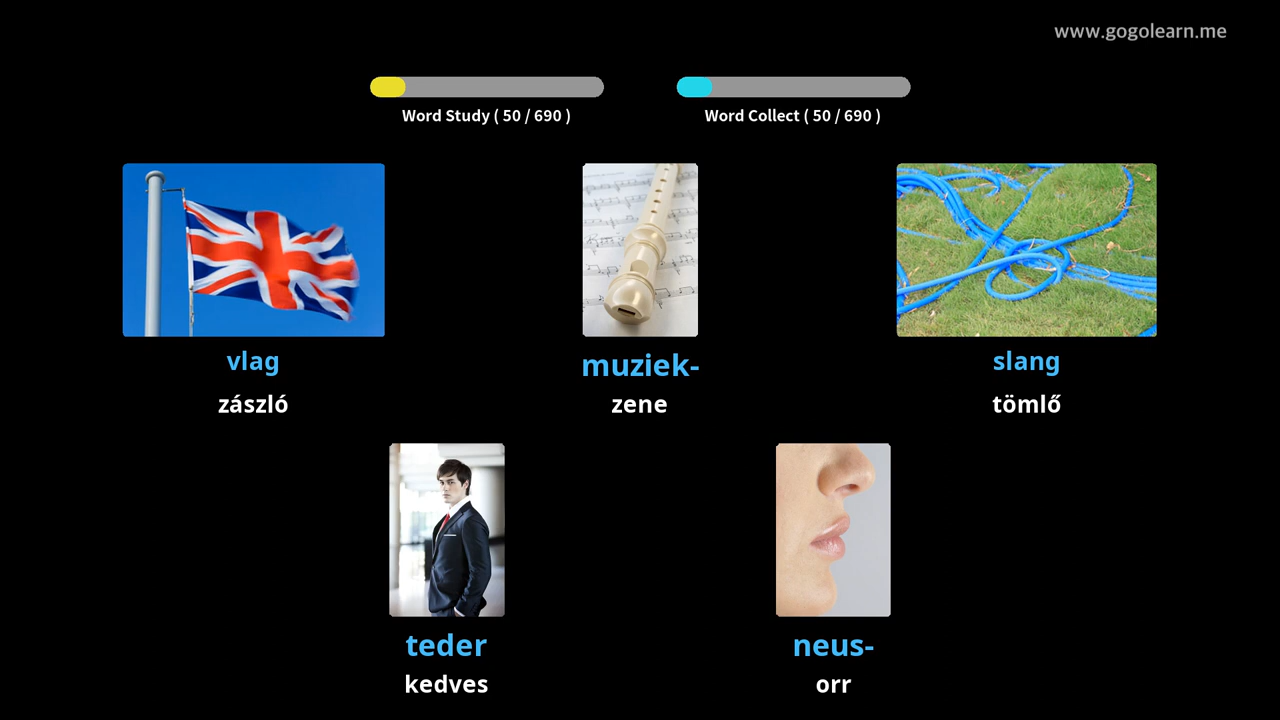 www.gogolearn.me
Word Study ( 50 / 690 )
Word Collect ( 50 / 690 )
vlag
zászló
muziek-
zene
slang
tömlő
teder
kedves
neus-
orr